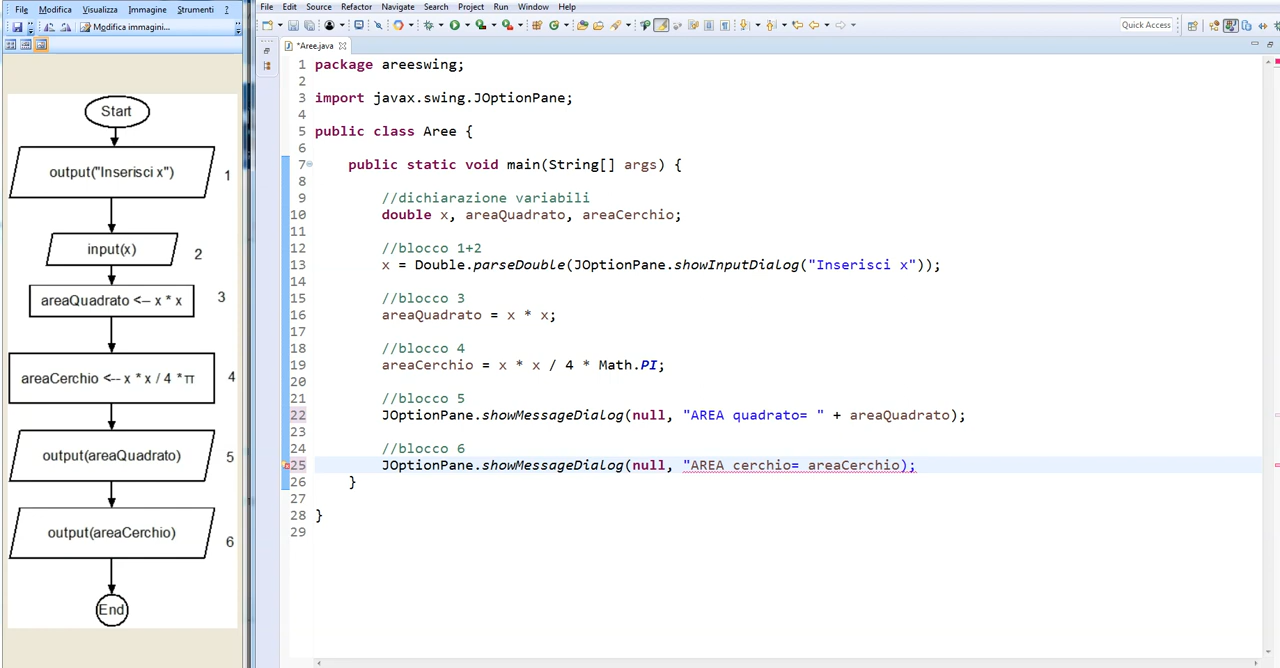 File Modifica Visualizza Immagine Strumenti ?
Modifica immagini...
Start
output("Inserisci x") 1
input(x) 2
areaQuadrato <-- x * x 3
areaCerchio <-- x * x / 4 * π 4
output(areaQuadrato) 5
output(areaCerchio) 6
End
File Edit Source Refactor Navigate Search Project Run Window Help
Quick Access
*Aree.java
1 package areeswing;
2
3 import javax.swing.JOptionPane;
4
5 public class Aree {
6
7 public static void main(String[] args) {
8
9 //dichiarazione variabili
10 double x, areaQuadrato, areaCerchio;
11
12 //blocco 1+2
13 x = Double.parseDouble(JOptionPane.showInputDialog("Inserisci x"));
14
15 //blocco 3
16 areaQuadrato = x * x;
17
18 //blocco 4
19 areaCerchio = x * x / 4 * Math.PI;
20
21 //blocco 5
22 JOptionPane.showMessageDialog(null, "AREA quadrato= " + areaQuadrato);
23
24 //blocco 6
25 JOptionPane.showMessageDialog(null, "AREA cerchio= areaCerchio);
26 }
27
28 }
29